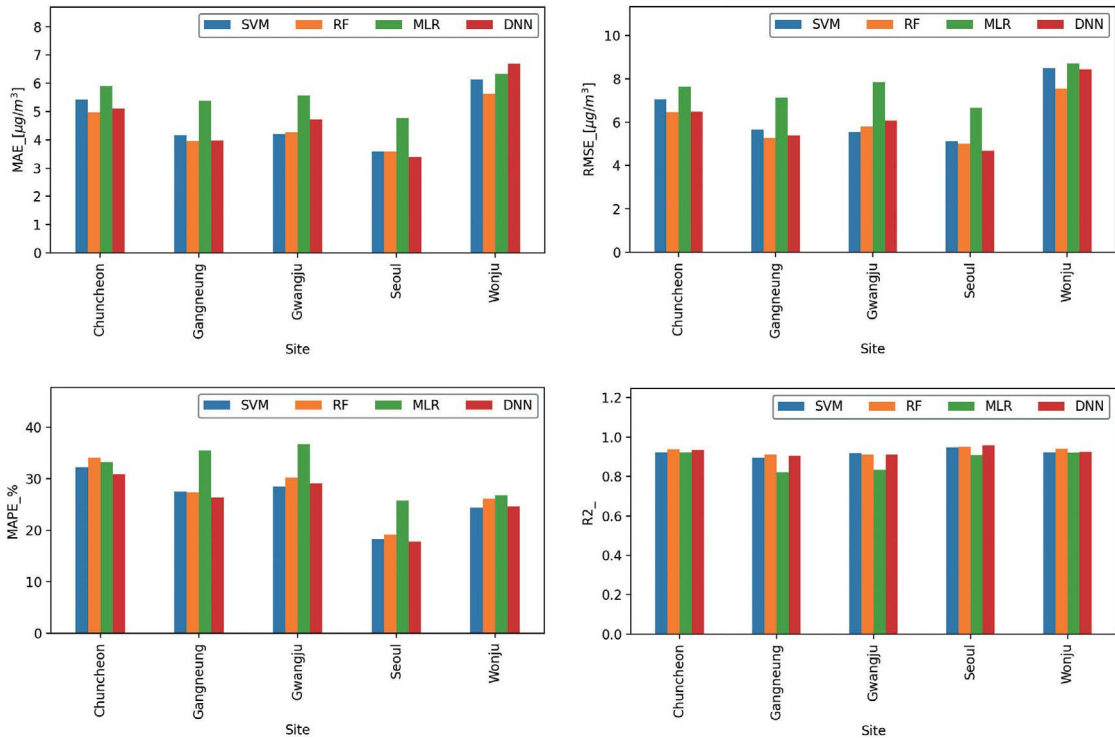 SVM RF MLR DNN
MAE_[μg/m³]
8
7
6
5
4
3
2
1
0
Chuncheon
Gangneung
Gwangju
Seoul
Wonju
Site
SVM RF MLR DNN
RMSE_[μg/m³]
10
8
6
4
2
0
Chuncheon
Gangneung
Gwangju
Seoul
Wonju
Site
SVM RF MLR DNN
MAPE_%
40
30
20
10
0
Chuncheon
Gangneung
Gwangju
Seoul
Wonju
Site
SVM RF MLR DNN
R2_
1.2
1.0
0.8
0.6
0.4
0.2
0.0
Chuncheon
Gangneung
Gwangju
Seoul
Wonju
Site